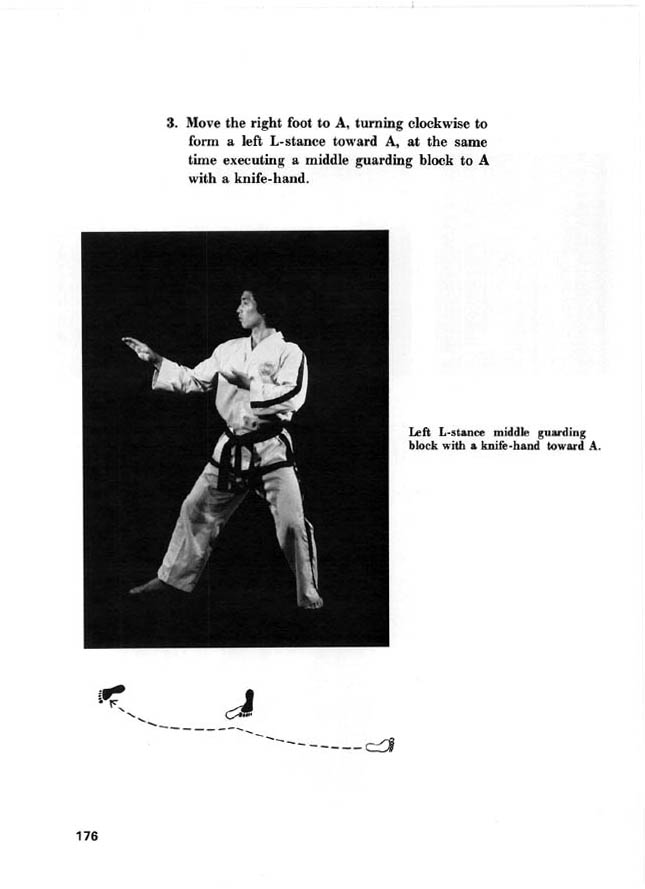 3. Move the right foot to A, turning clockwise to
form a left L-stance toward A, at the same
time executing a middle guarding block to A
with a knife-hand.
Left L-stance middle guarding
block with a knife-hand toward A.
176